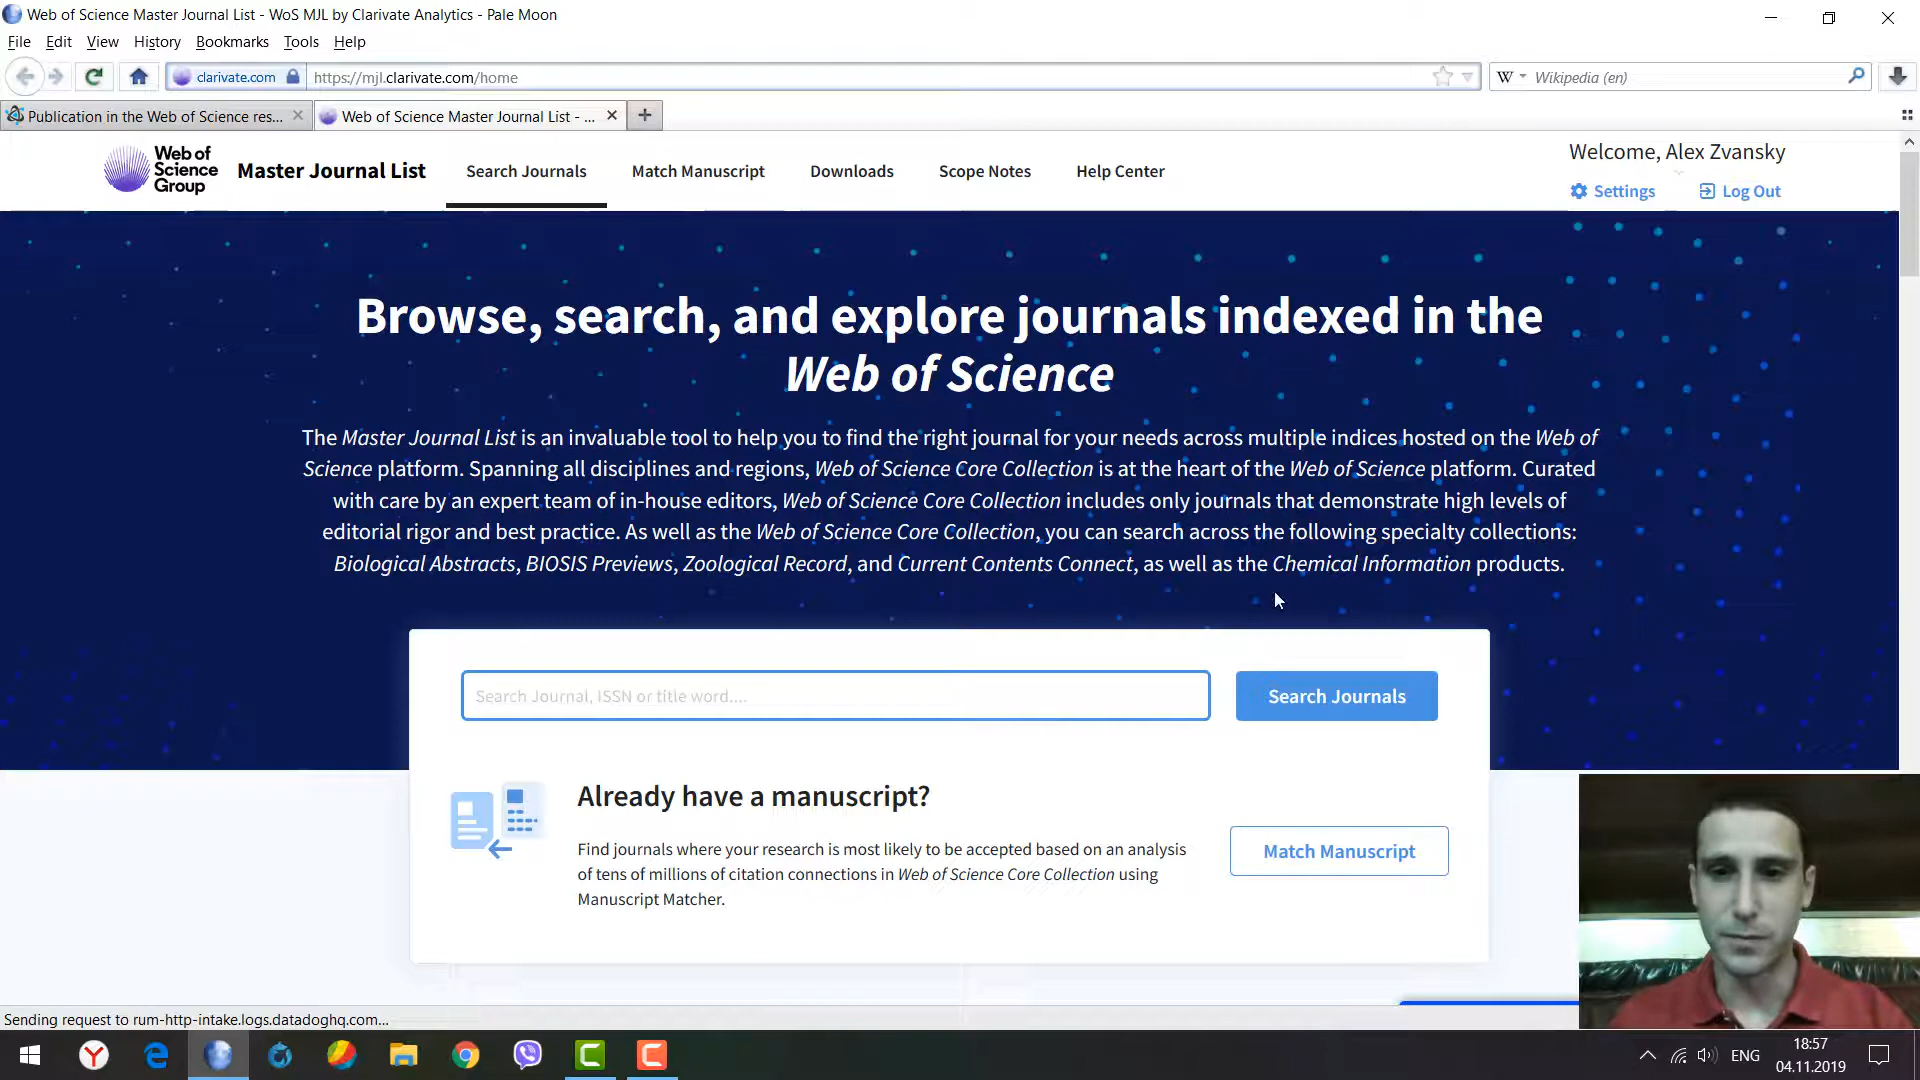 Web of Science Master Journal List - WoS MJL by Clarivate Analytics - Pale Moon
File Edit View History Bookmarks Tools Help
clarivate.com https://mjl.clarivate.com/home W Wikipedia (en)
Publication in the Web of Science res... Web of Science Master Journal List - ...
Web of
Science
Group
Master Journal List Search Journals Match Manuscript Downloads Scope Notes Help Center
Welcome, Alex Zvansky
Settings Log Out
Browse, search, and explore journals indexed in the
Web of Science
The Master Journal List is an invaluable tool to help you to find the right journal for your needs across multiple indices hosted on the Web of
Science platform. Spanning all disciplines and regions, Web of Science Core Collection is at the heart of the Web of Science platform. Curated
with care by an expert team of in-house editors, Web of Science Core Collection includes only journals that demonstrate high levels of
editorial rigor and best practice. As well as the Web of Science Core Collection, you can search across the following specialty collections:
Biological Abstracts, BIOSIS Previews, Zoological Record, and Current Contents Connect, as well as the Chemical Information products.
Search Journal, ISSN or title word.... Search Journals
Already have a manuscript?
Find journals where your research is most likely to be accepted based on an analysis
of tens of millions of citation connections in Web of Science Core Collection using
Manuscript Matcher.
Match Manuscript
Sending request to rum-http-intake.logs.datadoghq.com...
ENG 18:57
04.11.2019